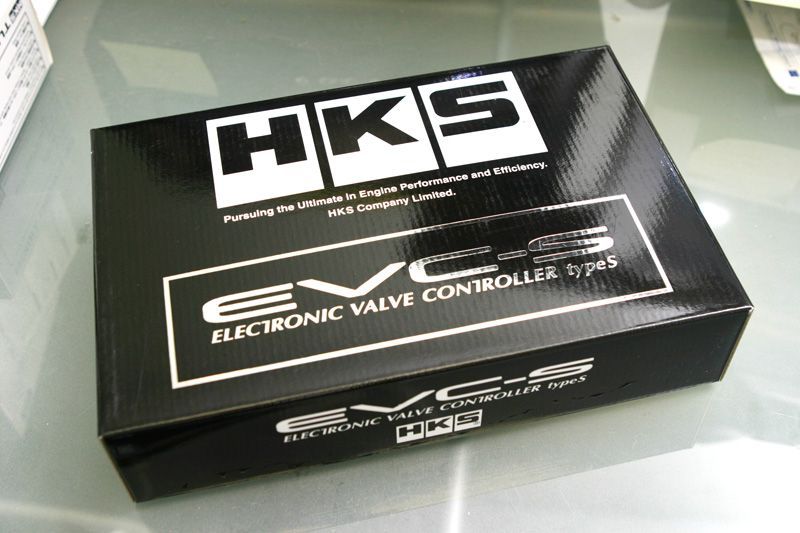 HKS
Pursuing the Ultimate in Engine Performance and Efficiency.
HKS Company Limited.
EVC-S
ELECTRONIC VALVE CONTROLLER typeS
EVC-S
ELECTRONIC VALVE CONTROLLER typeS
HKS